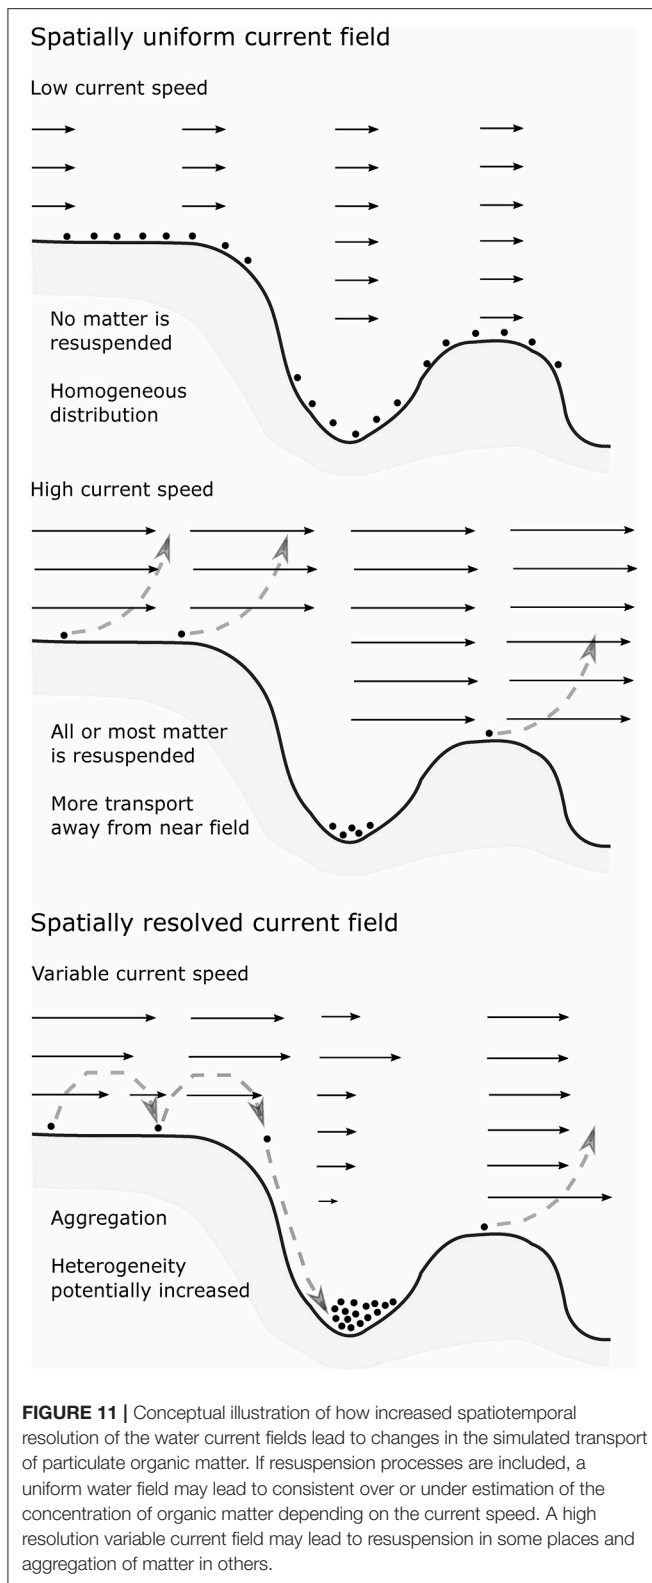 Spatially uniform current field
Low current speed
No matter is
resuspended
Homogeneous
distribution
High current speed
All or most matter
is resuspended
More transport
away from near field
Spatially resolved current field
Variable current speed
Aggregation
Heterogeneity
potentially increased
FIGURE 11 | Conceptual illustration of how increased spatiotemporal
resolution of the water current fields lead to changes in the simulated transport
of particulate organic matter. If resuspension processes are included, a
uniform water field may lead to consistent over or under estimation of the
concentration of organic matter depending on the current speed. A high
resolution variable current field may lead to resuspension in some places and
aggregation of matter in others.